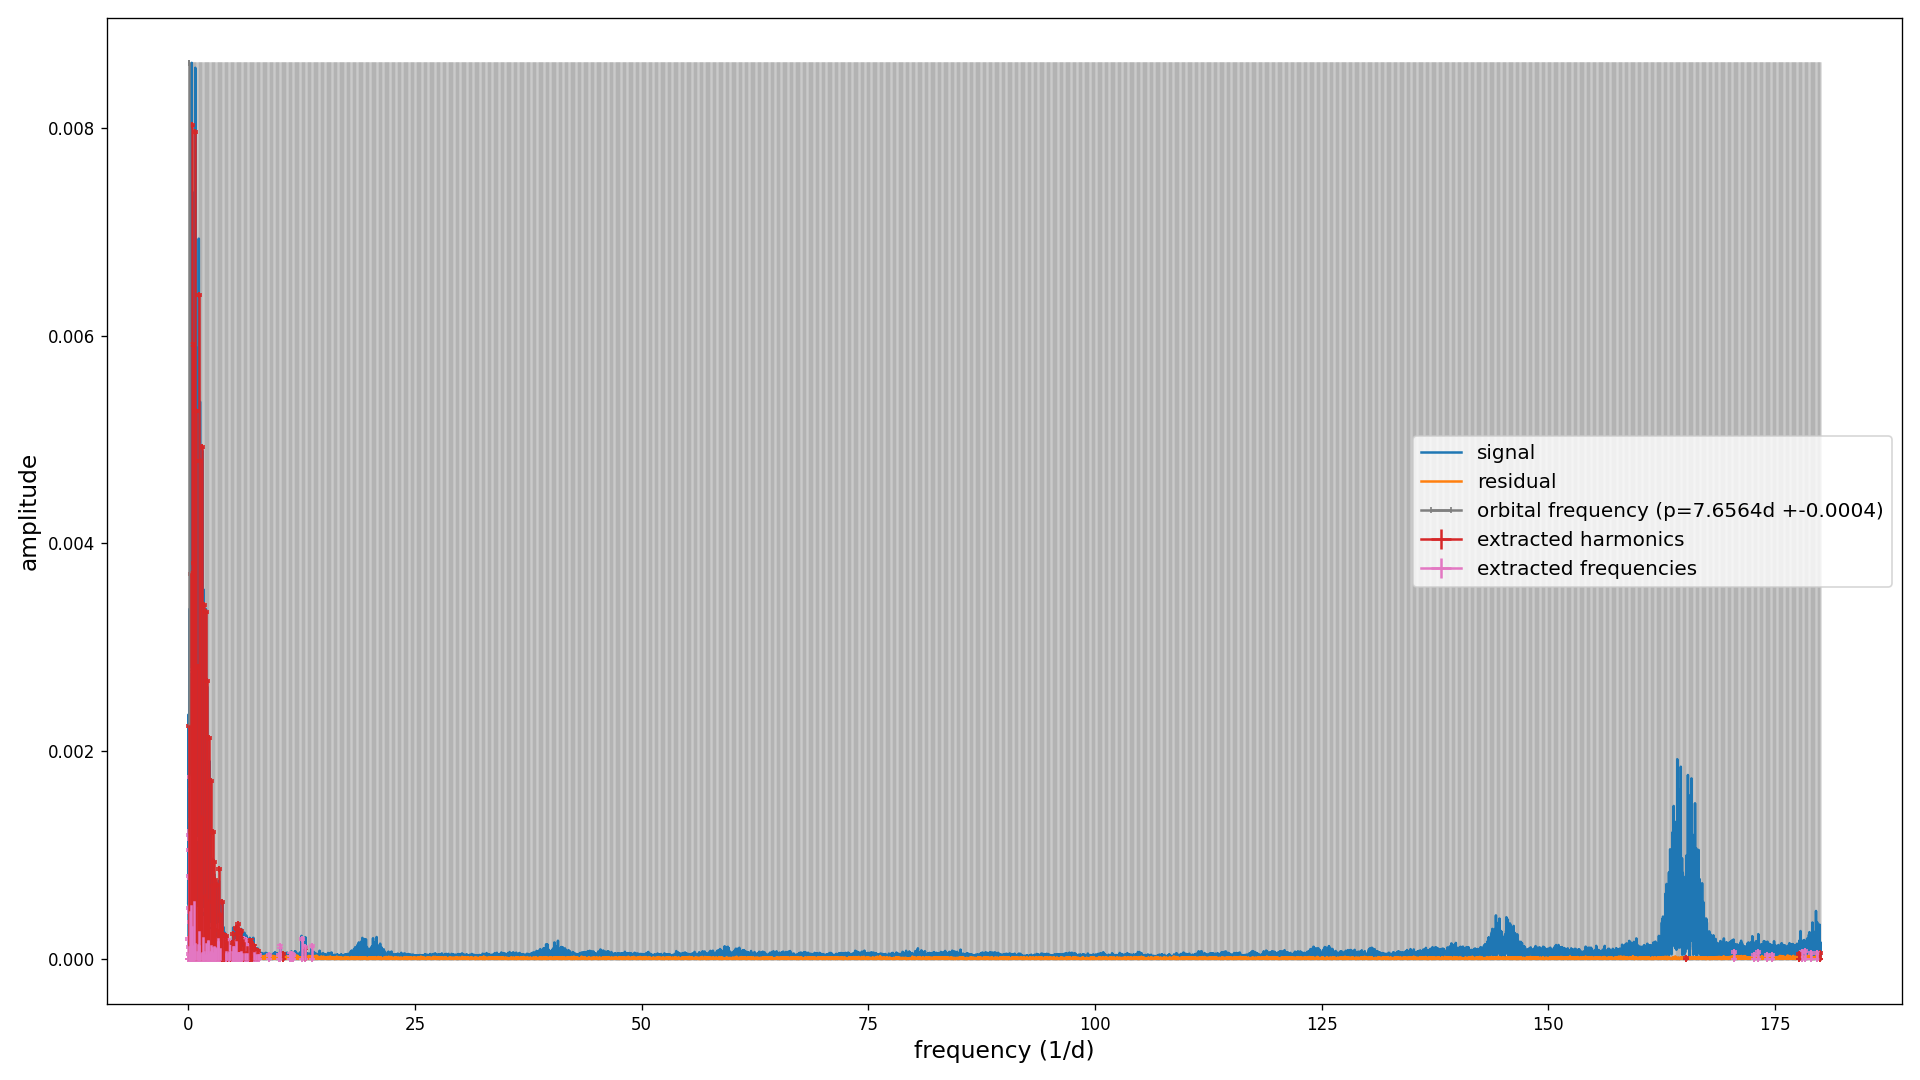 0.008
0.006
0.004
0.002
0.000
amplitude
signal
residual
orbital frequency (p=7.6564d +-0.0004)
extracted harmonics
extracted frequencies
0 25 50 75 100 125 150 175
frequency (1/d)